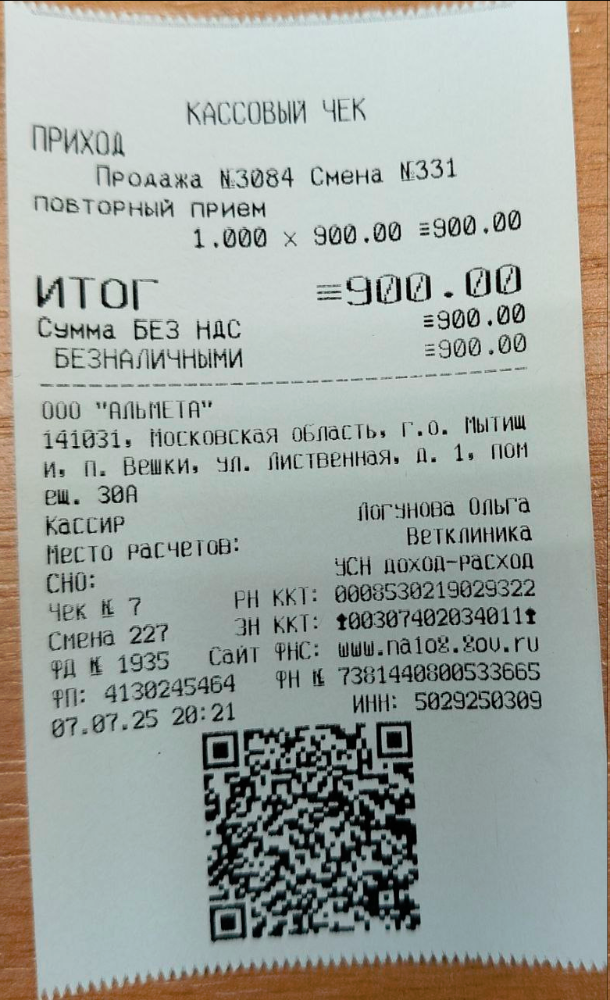 КАССОВЫЙ ЧЕК
ПРИХОД
Продажа №3084 Смена №331
ПОВТОРНЫЙ ПРИЕМ
1.000 × 900.00 ≡900.00
ИТОГ ≡900.00
Сумма БЕЗ НДС ≡900.00
БЕЗНАЛИЧНЫМИ ≡900.00
ООО "АЛЬМЕТА"
141031, Московская область, г.о. Мытищ
и, п. Вешки, ул. Лиственная, д. 1, пом
ещ. 30А
Кассир Логунова Ольга
Место расчетов: Ветклиника
СНО: УСН доход-расход
Чек № 7 РН ККТ: 0008530219029322
Смена 227 ЗН ККТ: ↑00307402034011↑
ФД № 1935 Сайт ФНС: www.nalog.gov.ru
ФП: 4130245464 ФН № 7381440800533665
07.07.25 20:21 ИНН: 5029250309